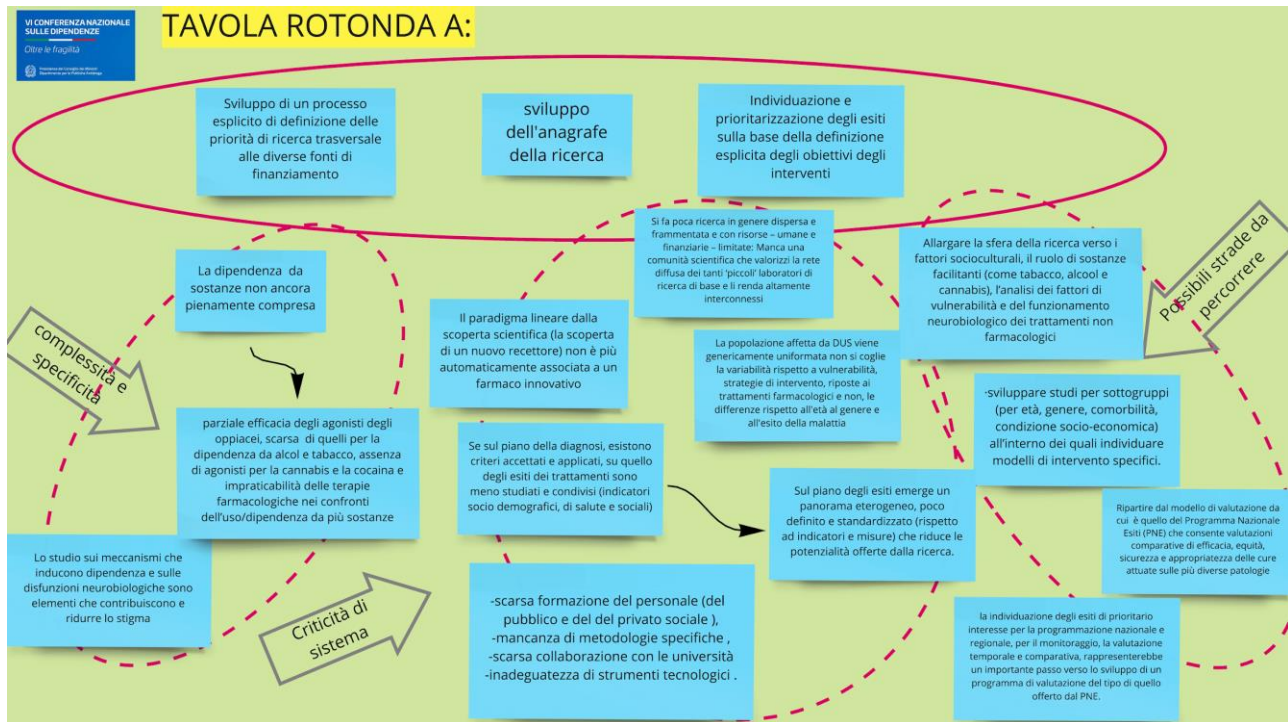 VI CONFERENZA NAZIONALE
SULLE DIPENDENZE
Oltre le fragilità
Presidenza del Consiglio dei Ministri
Dipartimento per le Politiche Antidroga
TAVOLA ROTONDA A:
Sviluppo di un processo
esplicito di definizione delle
priorità di ricerca trasversale
alle diverse fonti di
finanziamento
sviluppo
dell'anagrafe
della ricerca
Individuazione e
prioritarizzazione degli esiti
sulla base della definizione
esplicita degli obiettivi degli
interventi
La dipendenza da
sostanze non ancora
pienamente compresa
complessità e
specificità
parziale efficacia degli agonisti degli
oppiacei, scarsa di quelli per la
dipendenza da alcol e tabacco, assenza
di agonisti per la cannabis e la cocaina e
impraticabilità delle terapie
farmacologiche nei confronti
dell'uso/dipendenza da più sostanze
Lo studio sui meccanismi che
inducono dipendenza e sulle
disfunzioni neurobiologiche sono
elementi che contribuiscono e
ridurre lo stigma
Si fa poca ricerca in genere dispersa e
frammentata e con risorse – umane e
finanziarie – limitate: Manca una
comunità scientifica che valorizzi la rete
diffusa dei tanti 'piccoli' laboratori di
ricerca di base e li renda altamente
interconnessi
Il paradigma lineare dalla
scoperta scientifica (la scoperta
di un nuovo recettore) non è più
automaticamente associata a un
farmaco innovativo
La popolazione affetta da DUS viene
genericamente uniformata non si coglie
la variabilità rispetto a vulnerabilità,
strategie di intervento, riposte ai
trattamenti farmacologici e non, le
differenze rispetto all'età al genere e
all'esito della malattia
Se sul piano della diagnosi, esistono
criteri accettati e applicati, su quello
degli esiti dei trattamenti sono
meno studiati e condivisi (indicatori
socio demografici, di salute e sociali)
Sul piano degli esiti emerge un
panorama eterogeneo, poco
definito e standardizzato (rispetto
ad indicatori e misure) che riduce le
potenzialità offerte dalla ricerca.
Criticità di
sistema
-scarsa formazione del personale (del
pubblico e del del privato sociale ),
-mancanza di metodologie specifiche ,
-scarsa collaborazione con le università
-inadeguatezza di strumenti tecnologici .
Possibili strade da
percorrere
Allargare la sfera della ricerca verso i
fattori socioculturali, il ruolo di sostanze
facilitanti (come tabacco, alcool e
cannabis), l'analisi dei fattori di
vulnerabilità e del funzionamento
neurobiologico dei trattamenti non
farmacologici
-sviluppare studi per sottogruppi
(per età, genere, comorbilità,
condizione socio-economica)
all'interno dei quali individuare
modelli di intervento specifici.
Ripartire dal modello di valutazione da
cui è quello del Programma Nazionale
Esiti (PNE) che consente valutazioni
comparative di efficacia, equità,
sicurezza e appropriatezza delle cure
attuate sulle più diverse patologie
la individuazione degli esiti di prioritario
interesse per la programmazione nazionale e
regionale, per il monitoraggio, la valutazione
temporale e comparativa, rappresenterebbe
un importante passo verso lo sviluppo di un
programma di valutazione del tipo di quello
offerto dal PNE.